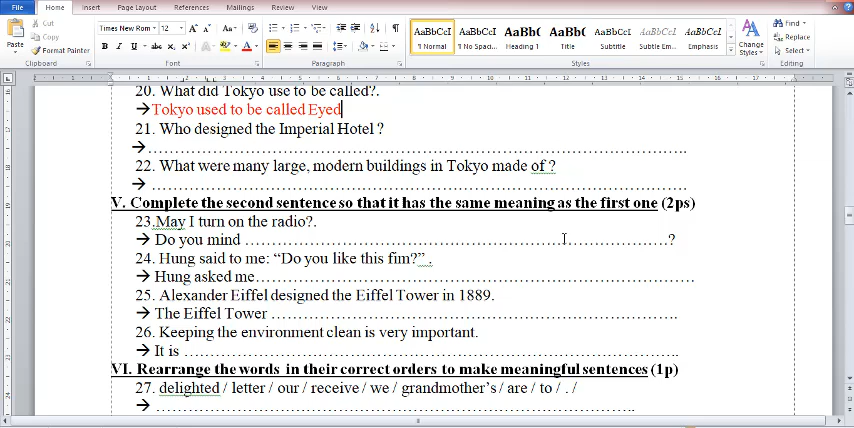 File Home Insert Page Layout References Mailings Review View
Cut
Copy
Format Painter
Paste
Clipboard
Times New Rom 12
B I U abc x₂ x²
Font
Paragraph
AaBbCcI AaBbCcI AaBbC AaB AaBbCcI AaBbCcI AaBbCcI
¶ Normal ¶ No Spaci... Heading 1 Title Subtitle Subtle Em... Emphasis
Styles
Change Styles
Find
Replace
Select
Editing
20. What did Tokyo use to be called?.
→Tokyo used to be called Eyed
21. Who designed the Imperial Hotel ?
→……………………………………………………………………………..
22. What were many large, modern buildings in Tokyo made of ?
→ ……………………………………………………………………………
V. Complete the second sentence so that it has the same meaning as the first one (2ps)
23.May I turn on the radio?.
→ Do you mind ……………………………………………………………………?
24. Hung said to me: “Do you like this fim?” .
→ Hung asked me……………………………………………………………………
25. Alexander Eiffel designed the Eiffel Tower in 1889.
→ The Eiffel Tower ………………………………………………………………….
26. Keeping the environment clean is very important.
→ It is …………………………………………………………………………….
VI. Rearrange the words in their correct orders to make meaningful sentences (1p)
27. delighted / letter / our / receive / we / grandmother’s / are / to / . /
→ ……………………………………………………………………..